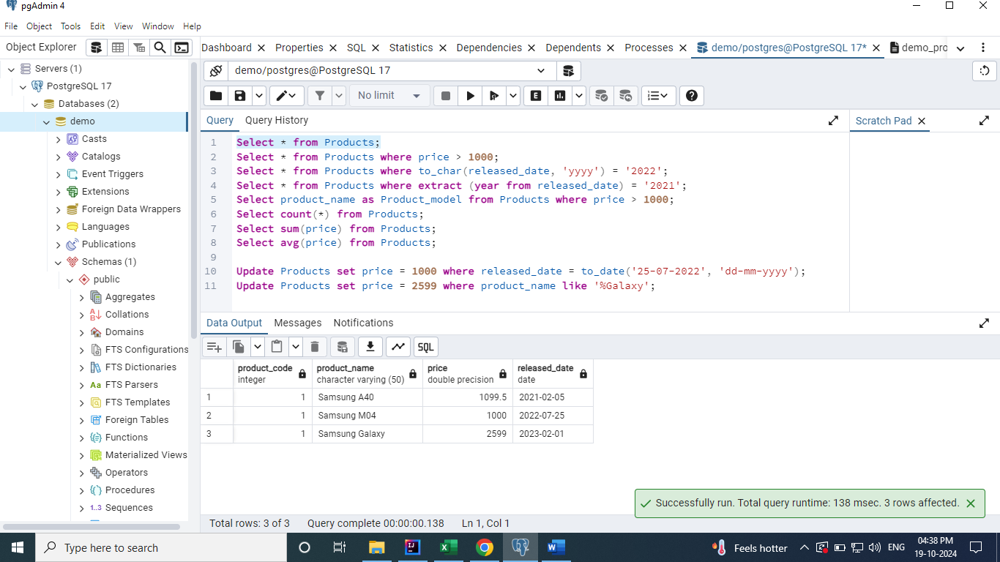 pgAdmin 4
File Object Tools Edit View Window Help
Object Explorer
Dashboard Properties SQL Statistics Dependencies Dependents Processes demo/postgres@PostgreSQL 17* demo_pro
Servers (1)
PostgreSQL 17
Databases (2)
demo
Casts
Catalogs
Event Triggers
Extensions
Foreign Data Wrappers
Languages
Publications
Schemas (1)
public
Aggregates
Collations
Domains
FTS Configurations
FTS Dictionaries
FTS Parsers
FTS Templates
Foreign Tables
Functions
Materialized Views
Operators
Procedures
1..3 Sequences
demo/postgres@PostgreSQL 17
No limit
Query Query History
Scratch Pad
1 Select * from Products;
2 Select * from Products where price > 1000;
3 Select * from Products where to_char(released_date, 'yyyy') = '2022';
4 Select * from Products where extract (year from released_date) = '2021';
5 Select product_name as Product_model from Products where price > 1000;
6 Select count(*) from Products;
7 Select sum(price) from Products;
8 Select avg(price) from Products;
9
10 Update Products set price = 1000 where released_date = to_date('25-07-2022', 'dd-mm-yyyy');
11 Update Products set price = 2599 where product_name like '%Galaxy';
Data Output Messages Notifications
SQL
product_code product_name price released_date
integer character varying (50) double precision date
1 1 Samsung A40 1099.5 2021-02-05
2 1 Samsung M04 1000 2022-07-25
3 1 Samsung Galaxy 2599 2023-02-01
Successfully run. Total query runtime: 138 msec. 3 rows affected.
Total rows: 3 of 3 Query complete 00:00:00.138 Ln 1, Col 1
Type here to search
Feels hotter ENG 04:38 PM
19-10-2024